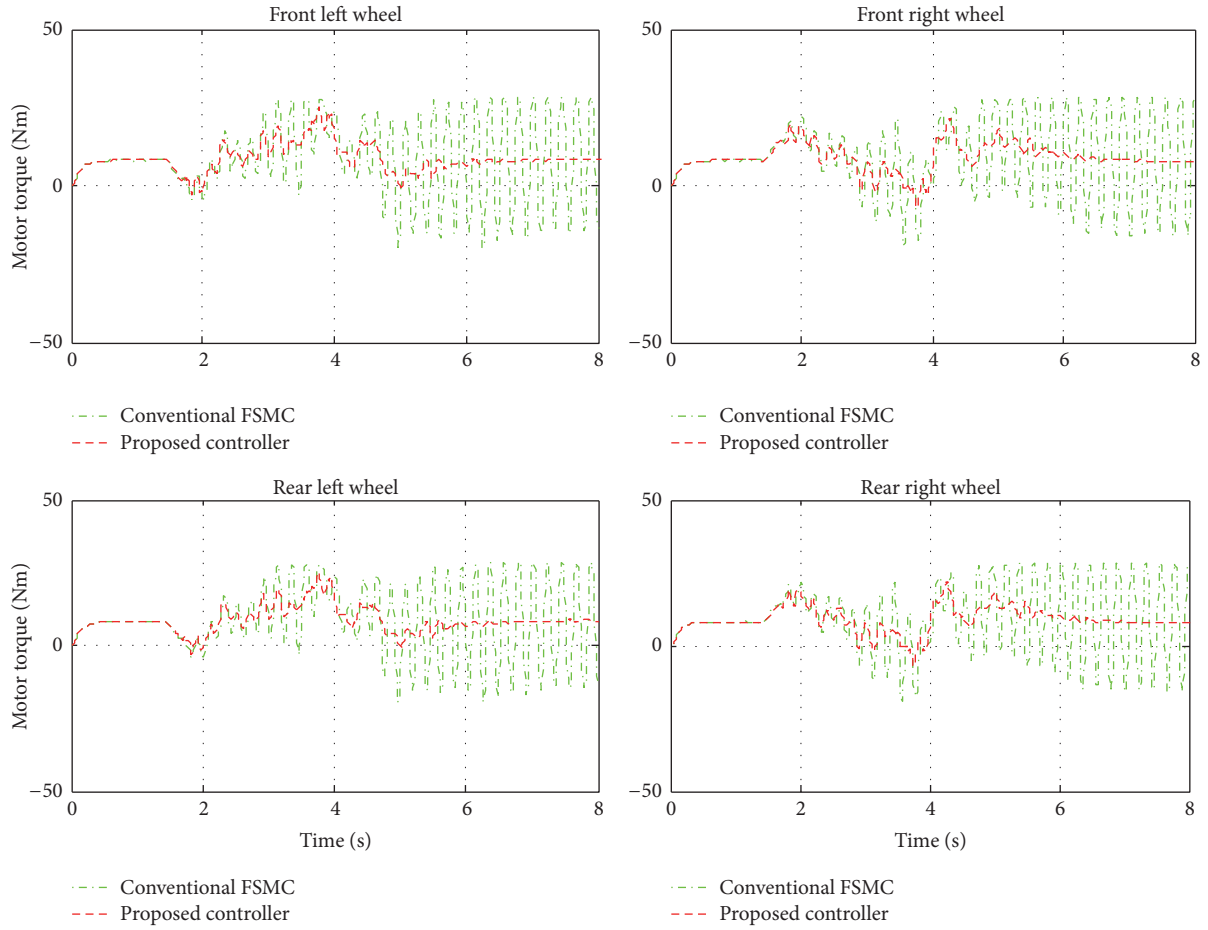 Front left wheel
50
0
−50
Motor torque (Nm)
0 2 4 6 8
Conventional FSMC
Proposed controller
Front right wheel
50
0
−50
0 2 4 6 8
Conventional FSMC
Proposed controller
Rear left wheel
50
0
−50
Motor torque (Nm)
0 2 4 6 8
Time (s)
Conventional FSMC
Proposed controller
Rear right wheel
50
0
−50
0 2 4 6 8
Time (s)
Conventional FSMC
Proposed controller